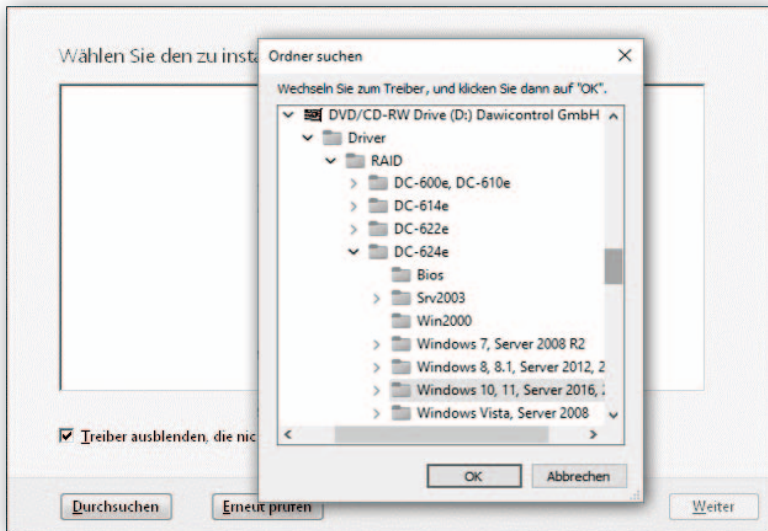 Wählen Sie den zu insta
Ordner suchen
Wechseln Sie zum Treiber, und klicken Sie dann auf "OK".
DVD/CD-RW Drive (D:) Dawicontrol GmbH
Driver
RAID
DC-600e, DC-610e
DC-614e
DC-622e
DC-624e
Bios
Srv2003
Win2000
Windows 7, Server 2008 R2
Windows 8, 8.1, Server 2012, 2
Windows 10, 11, Server 2016, 2
Windows Vista, Server 2008
Treiber ausblenden, die nic
OK
Abbrechen
Durchsuchen
Erneut prüfen
Weiter